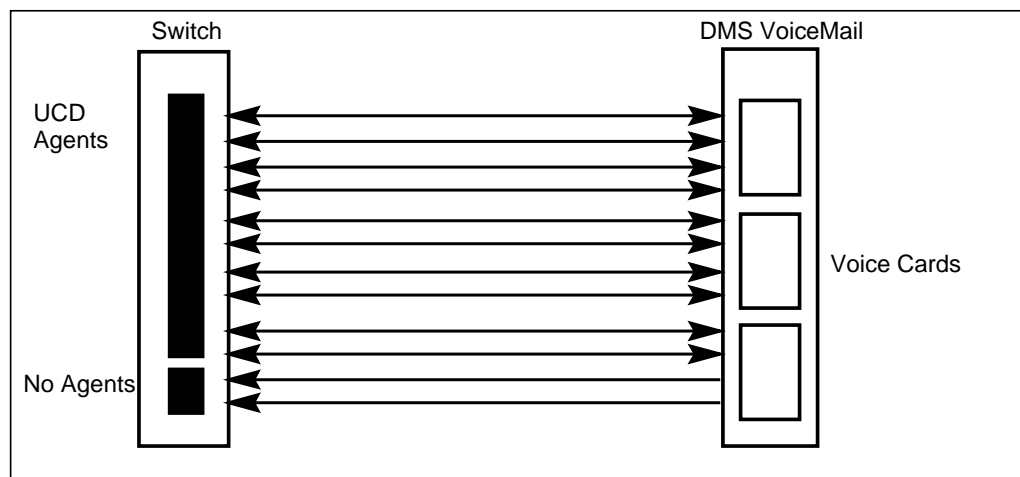 Switch
DMS VoiceMail
UCD
Agents
Voice Cards
No Agents